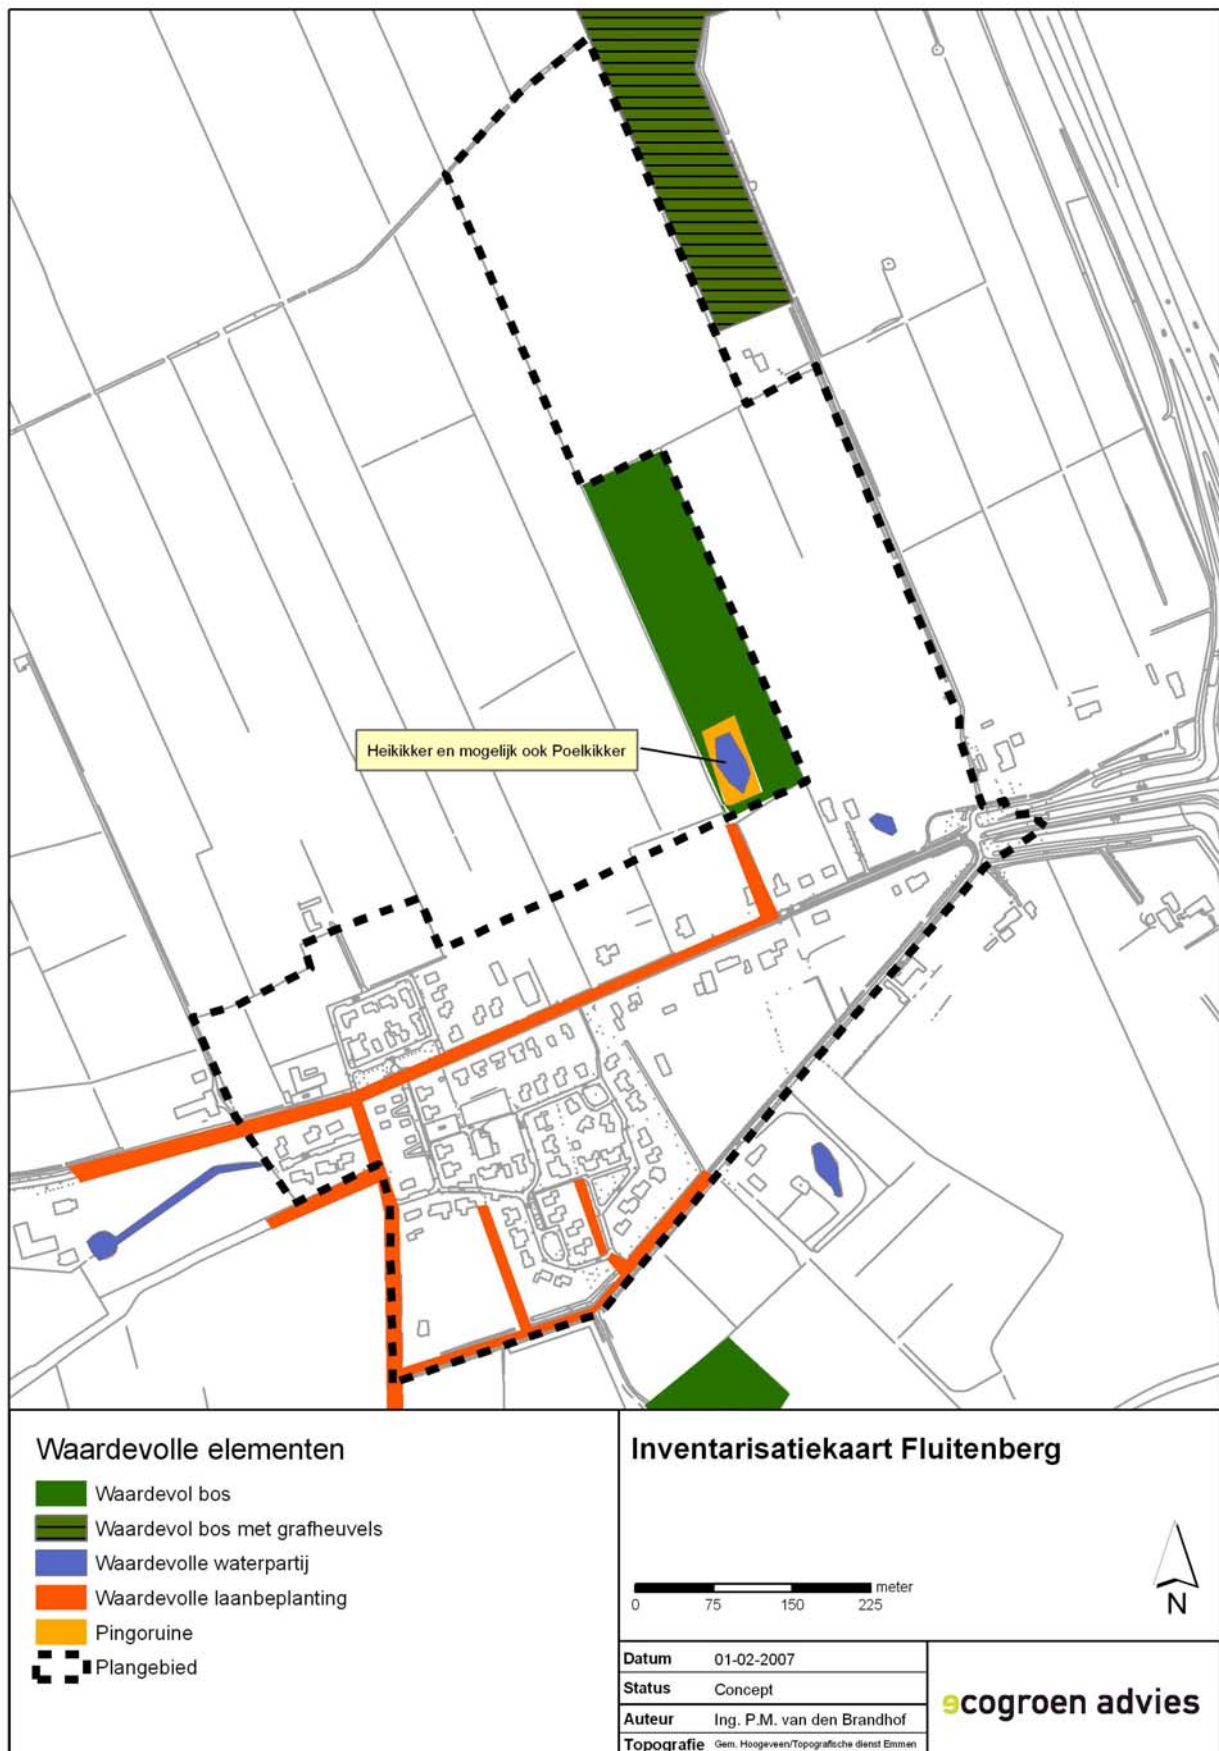 Heikikker en mogelijk ook Poelkikker
Waardevolle elementen
Waardevol bos
Waardevol bos met grafheuvels
Waardevolle waterpartij
Waardevolle laanbeplanting
Pingoruine
Plangebied
Inventarisatiekaart Fluitenberg
meter
0 75 150 225
N
Datum 01-02-2007
Status Concept
Auteur Ing. P.M. van den Brandhof
Topografie Gem. Hoogeveen/Topografische dienst Emmen
ecogroen advies